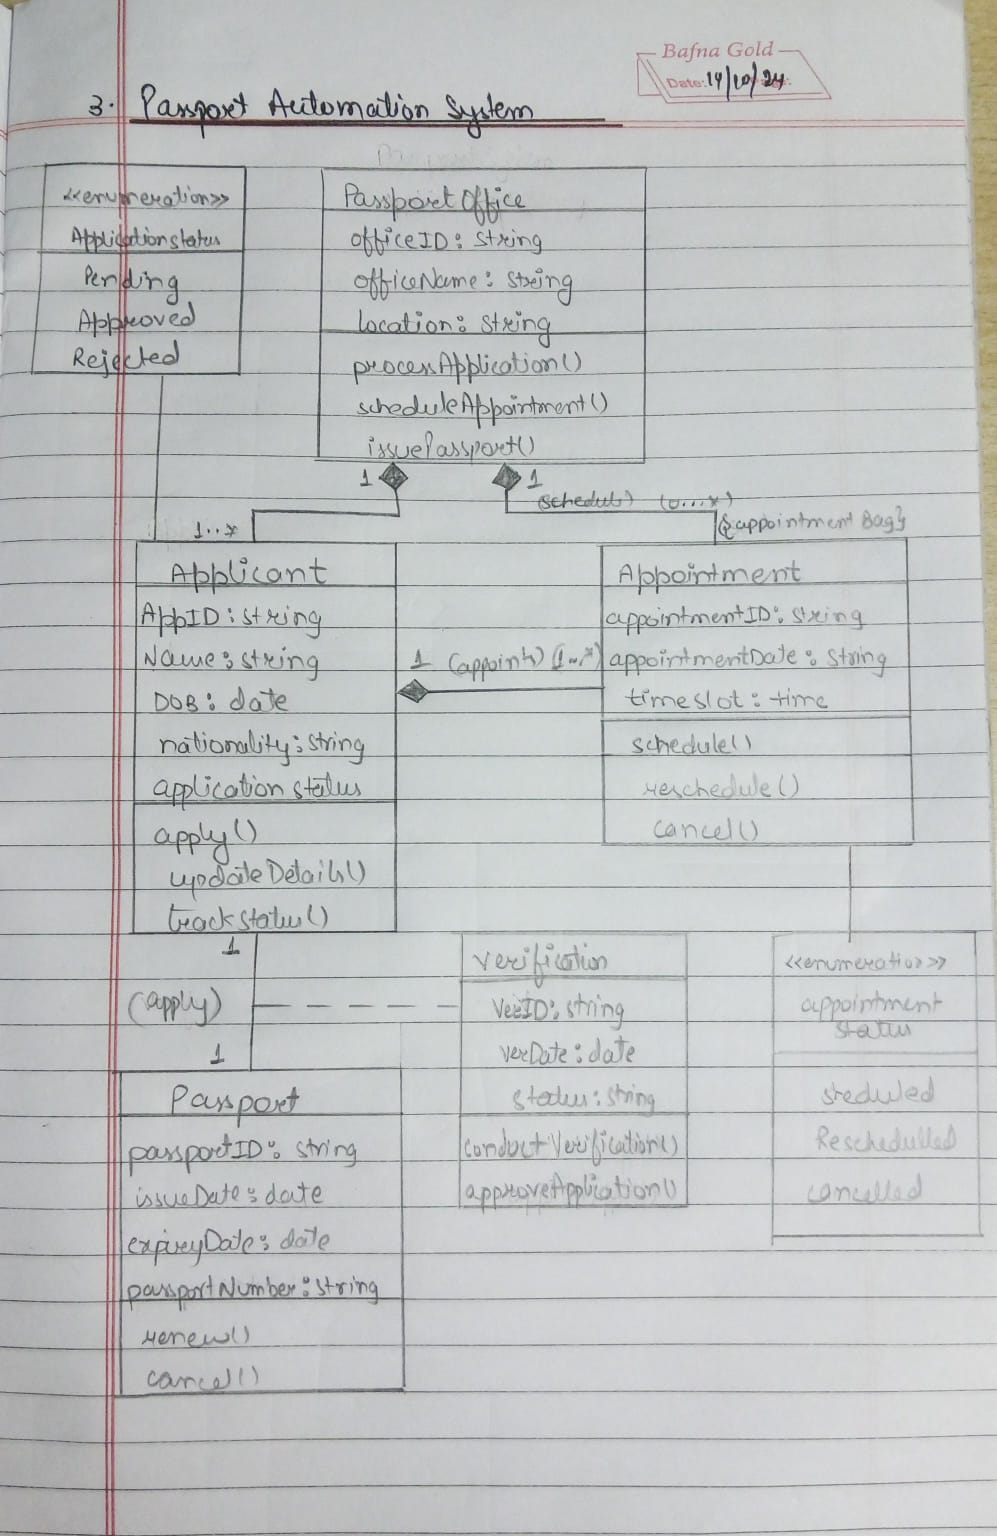 Bafna Gold
Date: 14/10/24
3. Passport Automation System
<<enumeration>>
Applicationstatus
Pending
Approved
Rejected
Passport Office
officeID: String
officeName: String
location: String
processApplication()
scheduleAppointment()
issuePassport()
1
1
(schedule) (0...*)
{appointment Bag}
1..*
Applicant
AppID: string
Name: string
DOB: date
nationality: string
application status
apply()
updateDetails()
trackstatus()
1 (appoints) (1..*)
Appointment
appointmentID: string
appointmentDate: string
timeslot: time
schedule()
reschedule()
cancel()
1
(apply)
1
verification
verID: string
verDate: date
status: string
conductVerification()
approveApplication()
<<enumeration>>
appointment
status
sheduled
Reschedulled
cancelled
Passport
passportID: string
issueDate: date
expireyDate: date
passportNumber: string
renew()
cancel()